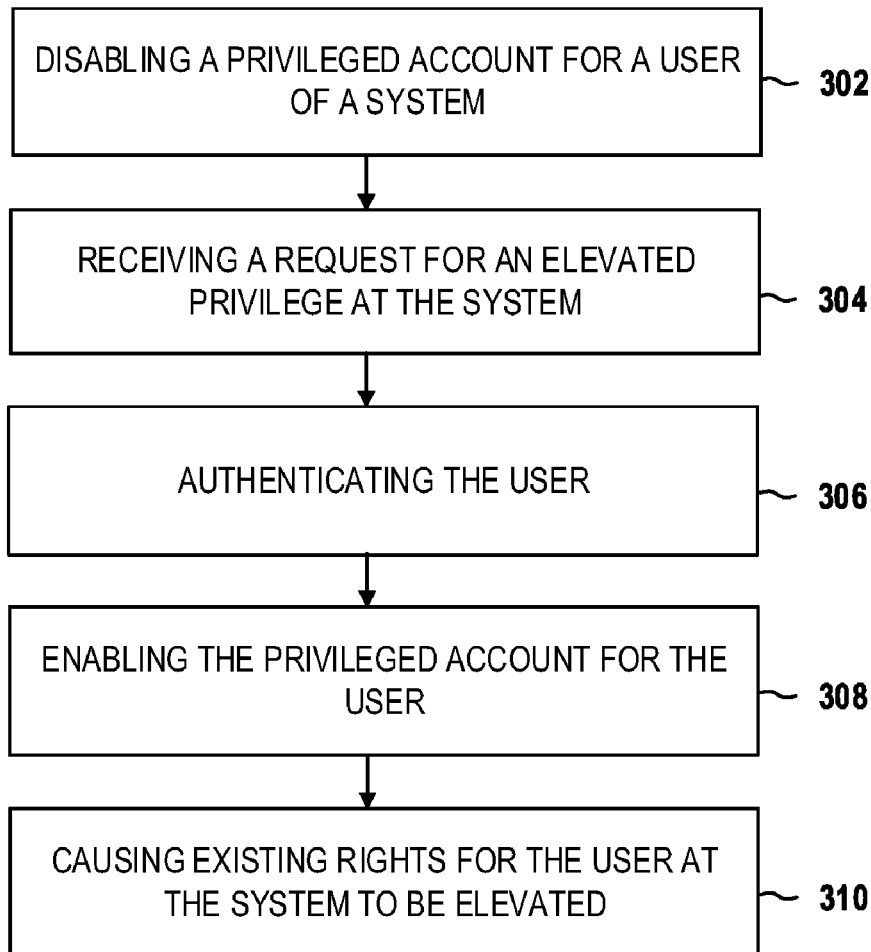 DISABLING A PRIVILEGED ACCOUNT FOR A USER
OF A SYSTEM
302
RECEIVING A REQUEST FOR AN ELEVATED
PRIVILEGE AT THE SYSTEM
304
AUTHENTICATING THE USER
306
ENABLING THE PRIVILEGED ACCOUNT FOR THE
USER
308
CAUSING EXISTING RIGHTS FOR THE USER AT
THE SYSTEM TO BE ELEVATED
310